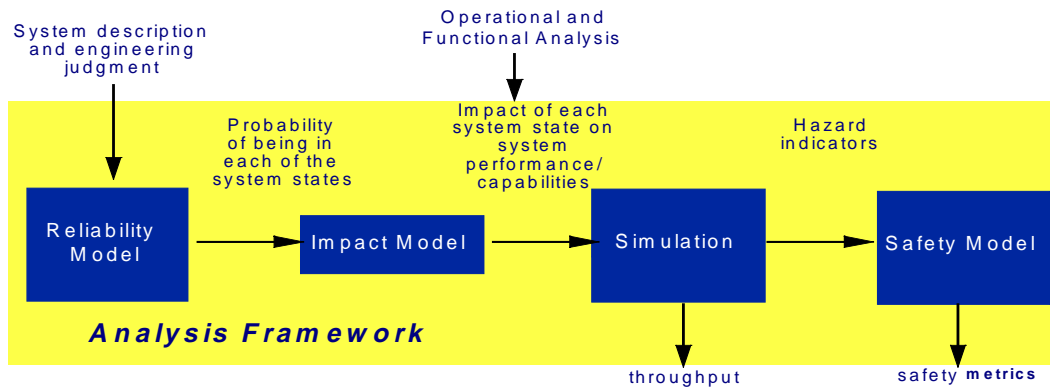 System description
and engineering
judgment
Operational and
Functional Analysis
Probability
of being in
each of the
system states
Impact of each
system state on
system
performance/
capabilities
Hazard
indicators
Reliability
Model
Impact Model
Simulation
Safety Model
Analysis Framework
throughput
safety metrics